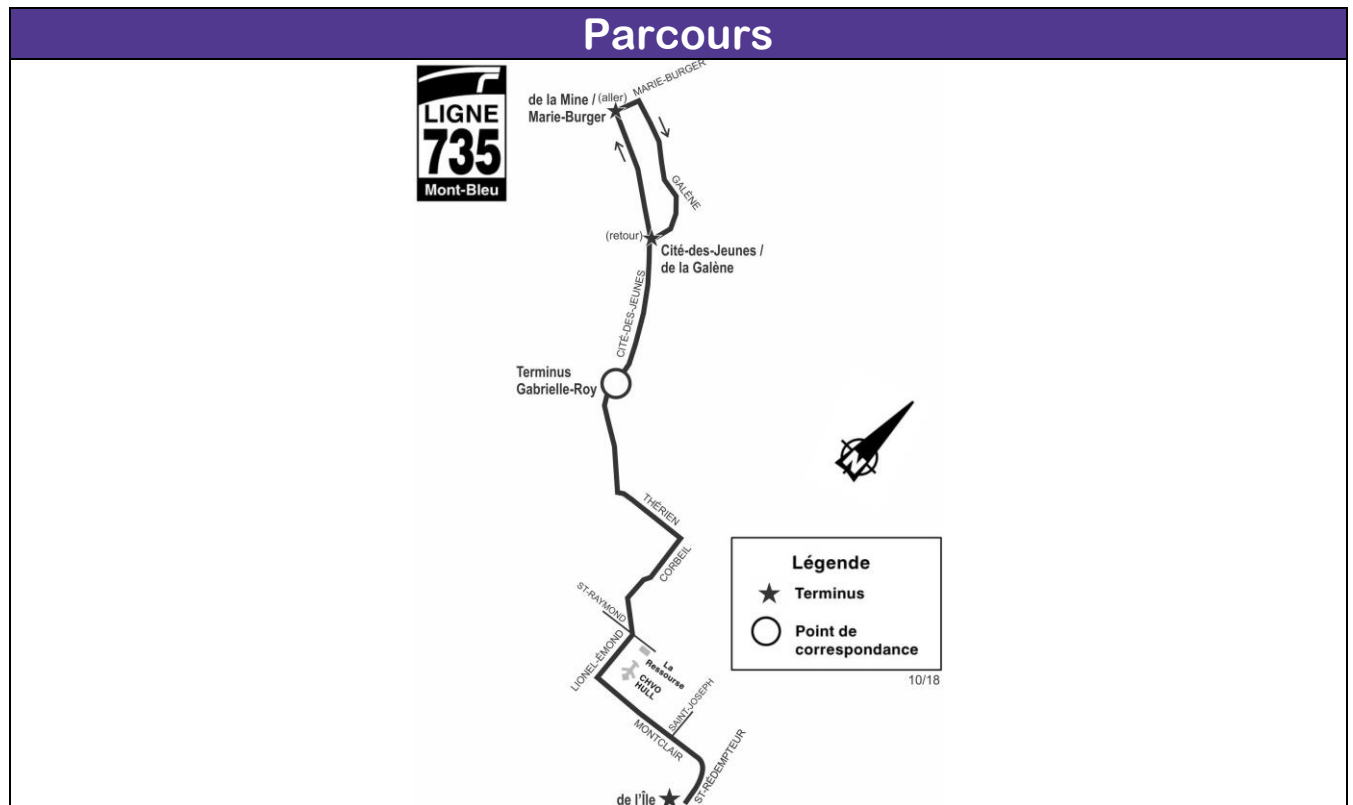 Parcours
LIGNE
735
Mont-Bleu
de la Mine / (aller)
Marie-Burger
MARIE-BURGER
GALÈNE
(retour)
Cité-des-Jeunes /
de la Galène
CITÉ-DES-JEUNES
Terminus
Gabrielle-Roy
N
THÉRIEN
CORBEIL
ST-RAYMOND
LIONEL-ÉMOND
La
Ressourse
CHVO
HULL
SAINT-JOSEPH
MONTCLAIR
ST-RÉDEMPTEUR
de l'Île
Légende
Terminus
Point de
correspondance
10/18